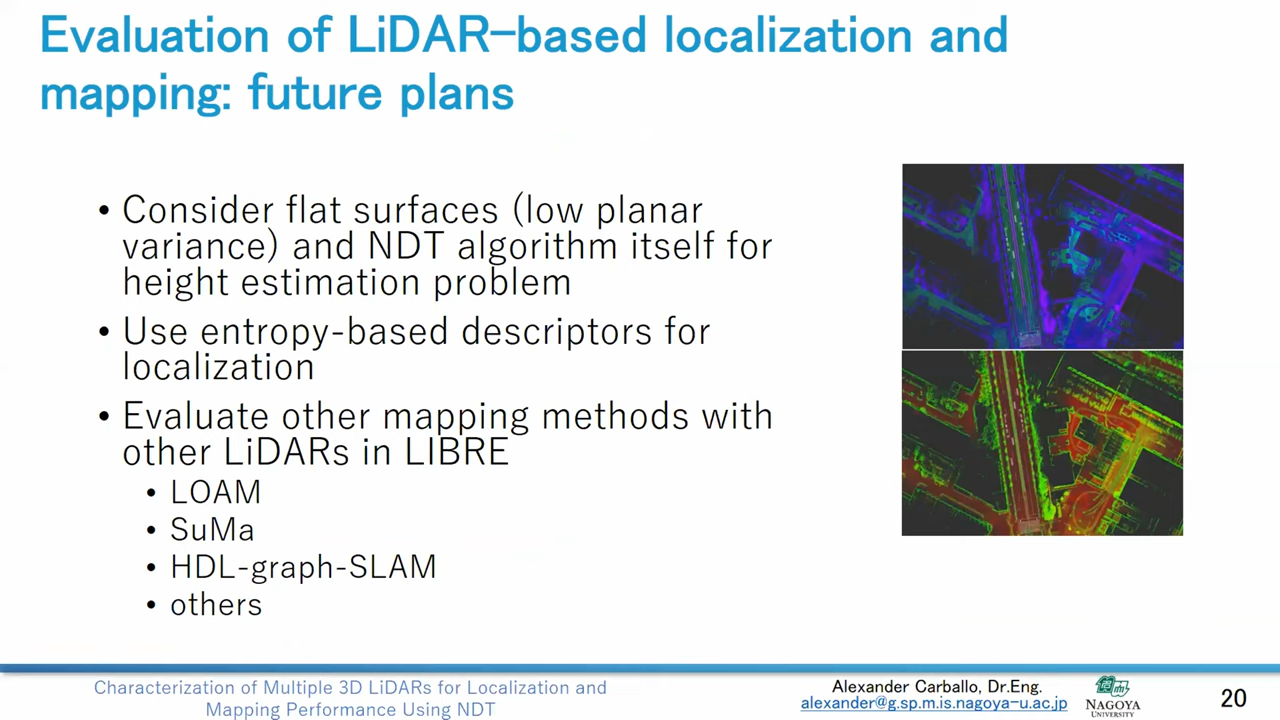 Evaluation of LiDAR-based localization and
mapping: future plans
• Consider flat surfaces (low planar
variance) and NDT algorithm itself for
height estimation problem
• Use entropy-based descriptors for
localization
• Evaluate other mapping methods with
other LiDARs in LIBRE
• LOAM
• SuMa
• HDL-graph-SLAM
• others
Characterization of Multiple 3D LiDARs for Localization and
Mapping Performance Using NDT
Alexander Carballo, Dr.Eng.
alexander@g.sp.m.is.nagoya-u.ac.jp
NAGOYA
UNIVERSITY
20